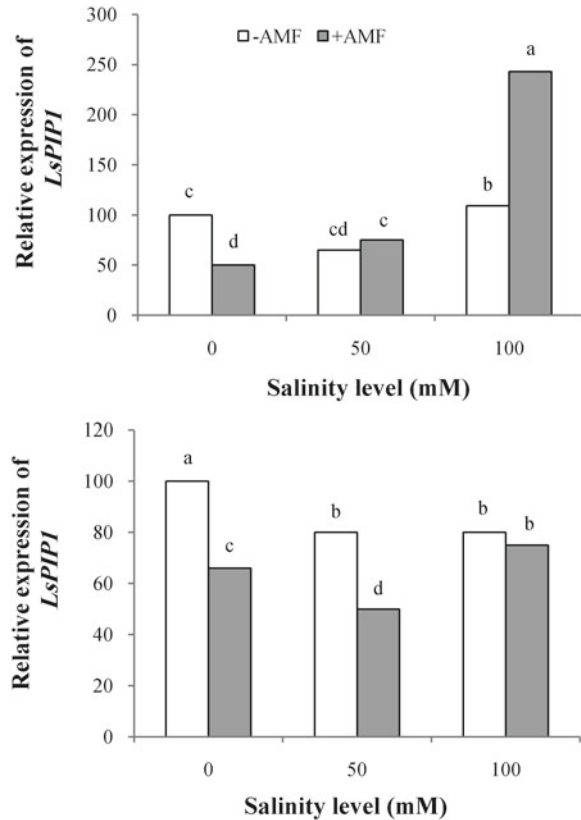 300
-AMF +AMF
a
250
200
150
c
b
100
cd
c
d
50
0
0 50 100
Relative expression of
LsPIP1
Salinity level (mM)
120
a
100
b
b
b
80
c
d
60
40
20
0
0 50 100
Relative expression of
LsPIP1
Salinity level (mM)